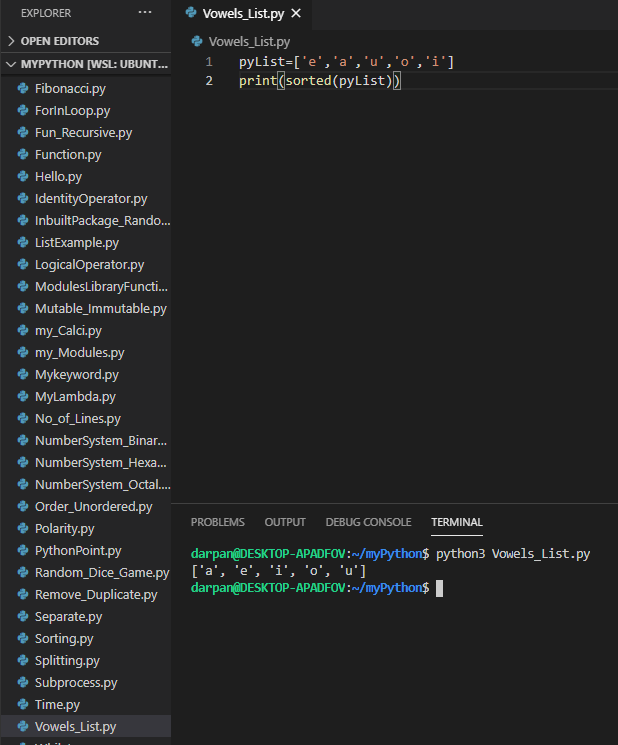 EXPLORER ...
OPEN EDITORS
MYPYTHON [WSL: UBUNT...
Fibonacci.py
ForInLoop.py
Fun_Recursive.py
Function.py
Hello.py
IdentityOperator.py
InbuiltPackage_Rando...
ListExample.py
LogicalOperator.py
ModulesLibraryFuncti...
Mutable_Immutable.py
my_Calci.py
my_Modules.py
Mykeyword.py
MyLambda.py
No_of_Lines.py
NumberSystem_Binar...
NumberSystem_Hexa...
NumberSystem_Octal....
Order_Unordered.py
Polarity.py
PythonPoint.py
Random_Dice_Game.py
Remove_Duplicate.py
Separate.py
Sorting.py
Splitting.py
Subprocess.py
Time.py
Vowels_List.py
Vowels_List.py
Vowels_List.py
1 pyList=['e','a','u','o','i']
2 print(sorted(pyList))
PROBLEMS OUTPUT DEBUG CONSOLE TERMINAL
darpan@DESKTOP-APADFOV:~/myPython$ python3 Vowels_List.py
['a', 'e', 'i', 'o', 'u']
darpan@DESKTOP-APADFOV:~/myPython$